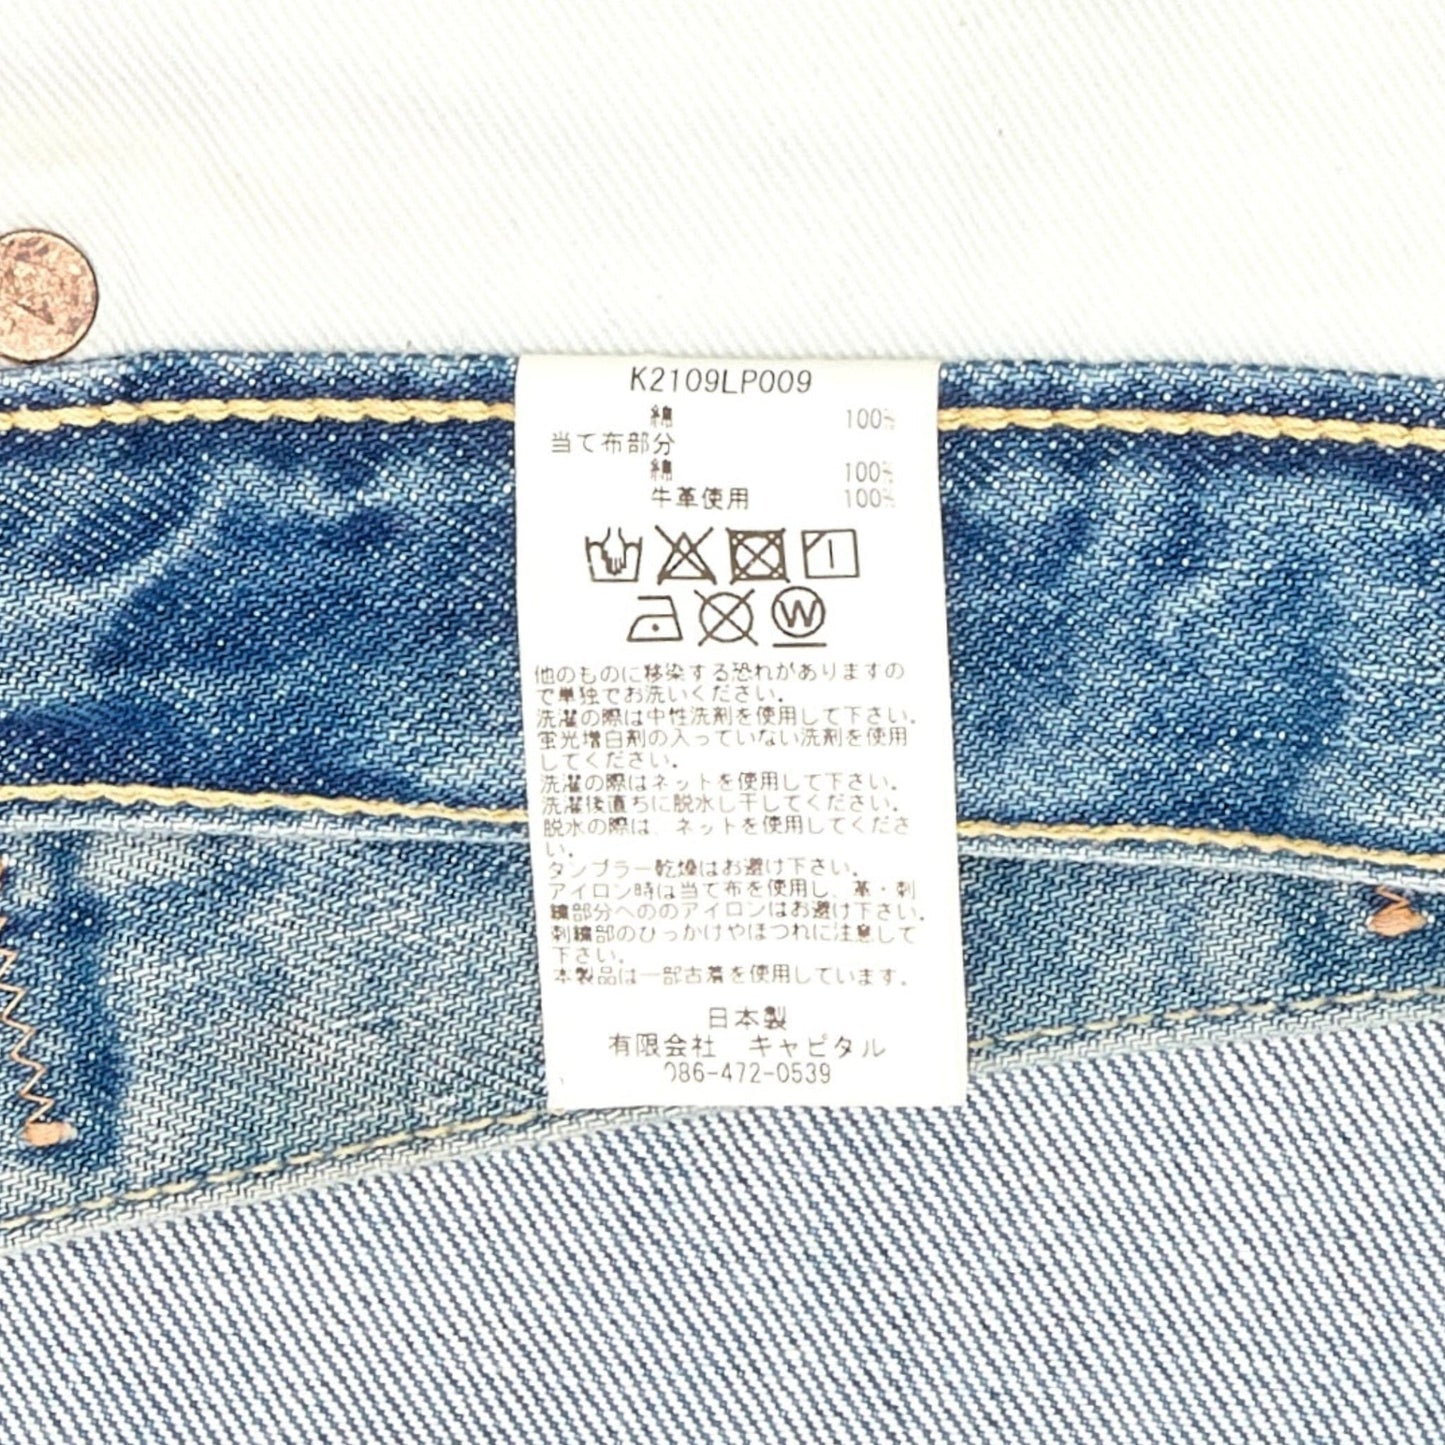 K2109LP009
綿 100%
当て布部分
綿 100%
牛革使用 100%
W
他のものに移染する恐れがありますの
で単独でお洗いください。
洗濯の際は中性洗剤を使用して下さい。
蛍光増白剤の入っていない洗剤を使用
してください。
洗濯の際はネットを使用して下さい。
洗濯後直ちに脱水し干してください。
脱水の際は、ネットを使用してくださ
い。
タンブラー乾燥はお避け下さい。
アイロン時は当て布を使用し、革・刺
繍部分へののアイロンはお避け下さい。
刺繍部のひっかけやほつれに注意して
下さい。
本製品は一部古着を使用しています。
日本製
有限会社 キャピタル
086-472-0539